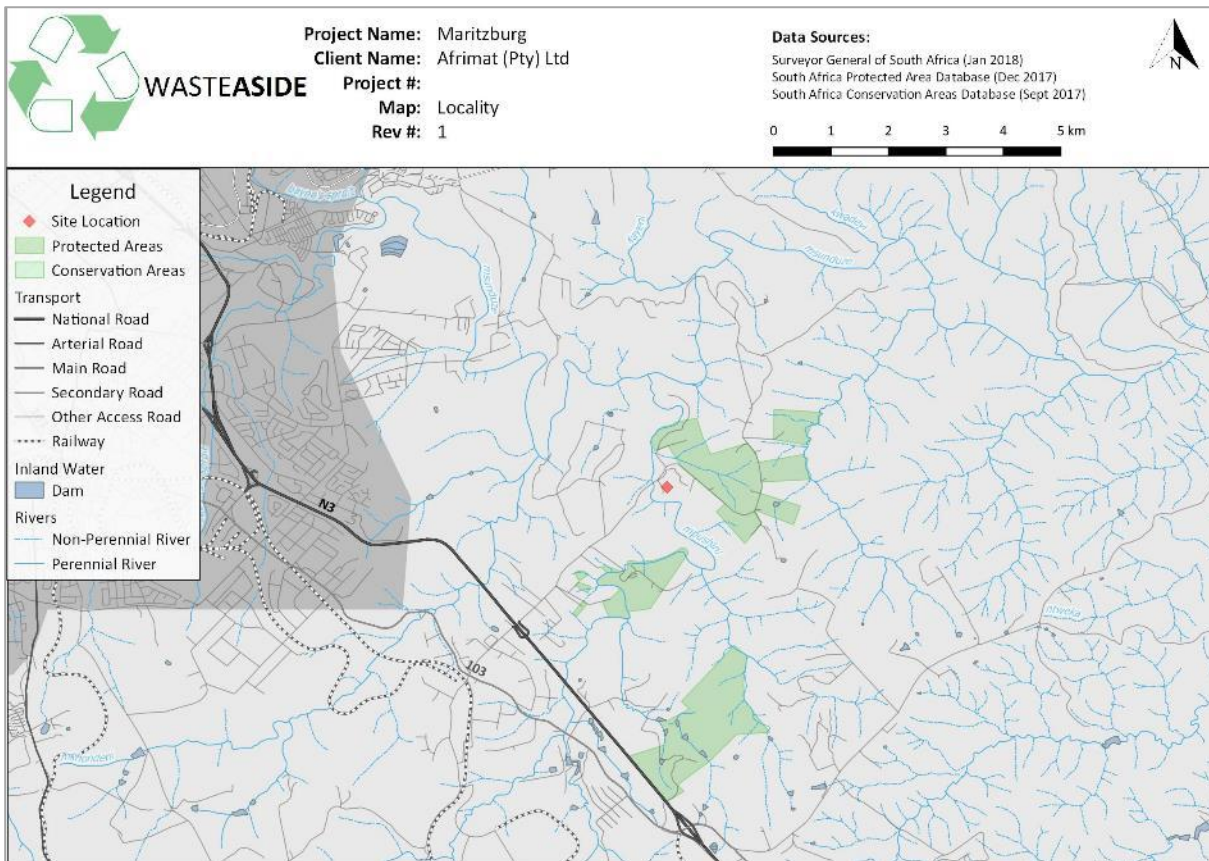 WASTEASIDE
Project Name: Maritzburg
Client Name: Afrimat (Pty) Ltd
Project #:
Map: Locality
Rev #: 1
Data Sources:
Surveyor General of South Africa (Jan 2018)
South Africa Protected Area Database (Dec 2017)
South Africa Conservation Areas Database (Sept 2017)
N
0 1 2 3 4 5 km
Legend
Site Location
Protected Areas
Conservation Areas
Transport
National Road
Arterial Road
Main Road
Secondary Road
Other Access Road
Railway
Inland Water
Dam
Rivers
Non-Perennial River
Perennial River
msunduze
msunduze
N3
mpushini
103